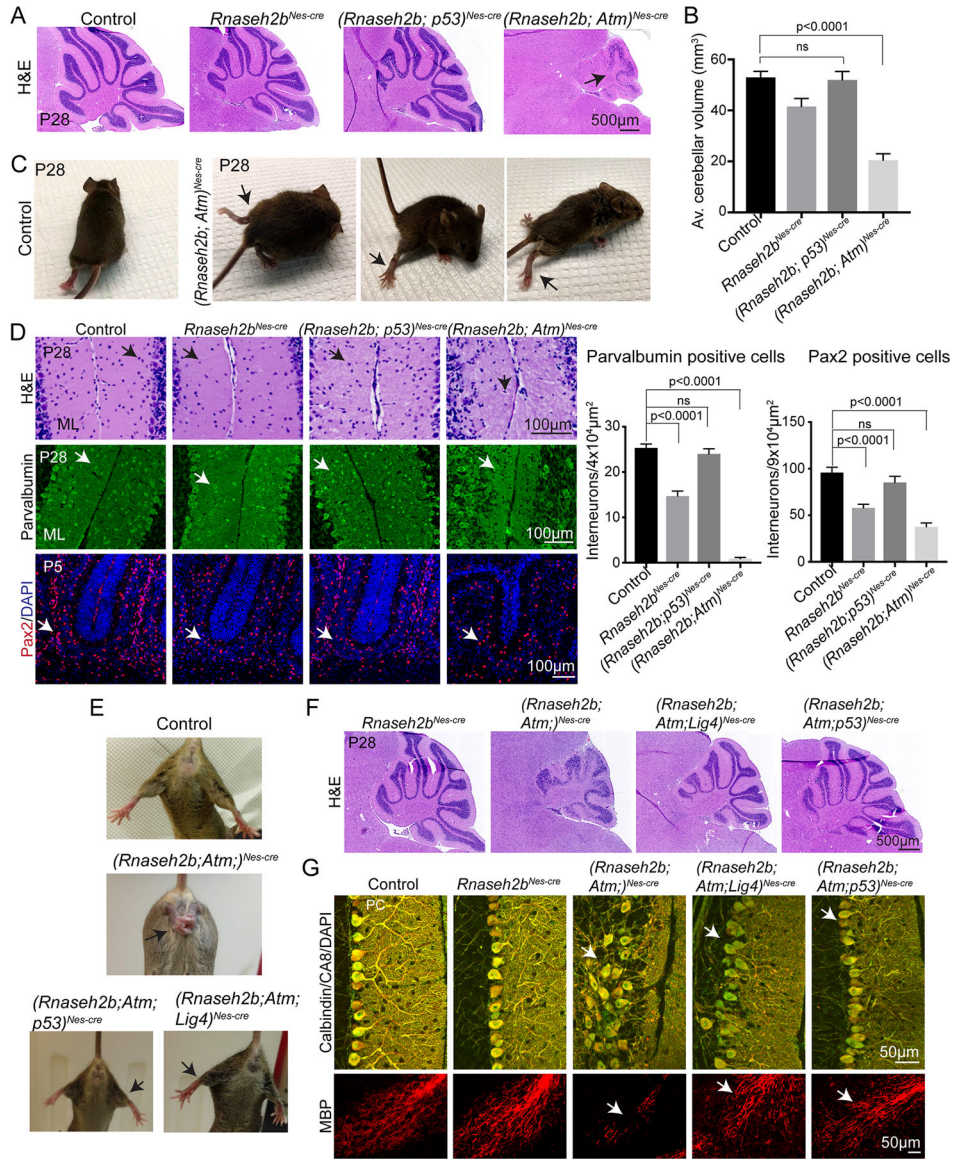 A
Control
Rnaseh2bNes-cre
(Rnaseh2b; p53)Nes-cre
(Rnaseh2b; Atm)Nes-cre
H&E
P28
500µm
B
p<0.0001
ns
Av. cerebellar volume (mm3)
60
40
20
0
Control
Rnaseh2bNes-cre
(Rnaseh2b; p53)Nes-cre
(Rnaseh2b; Atm)Nes-cre
C
P28
Control
P28
(Rnaseh2b; Atm)Nes-cre
D
Control
Rnaseh2bNes-cre
(Rnaseh2b; p53)Nes-cre
(Rnaseh2b; Atm)Nes-cre
H&E
P28
ML
100µm
Parvalbumin
P28
ML
100µm
Pax2/DAPI
P5
100µm
Parvalbumin positive cells
p<0.0001
ns
p<0.0001
Interneurons/4x10⁴µm²
30
20
10
0
Control
Rnaseh2bNes-cre
(Rnaseh2b;p53)Nes-cre
(Rnaseh2b;Atm)Nes-cre
Pax2 positive cells
p<0.0001
ns
p<0.0001
Interneurons/9x10⁴µm²
150
100
50
0
Control
Rnaseh2bNes-cre
(Rnaseh2b;p53)Nes-cre
(Rnaseh2b;Atm)Nes-cre
E
Control
(Rnaseh2b;Atm;)Nes-cre
(Rnaseh2b;Atm;
p53)Nes-cre
(Rnaseh2b;Atm;
Lig4)Nes-cre
F
Rnaseh2bNes-cre
(Rnaseh2b;
Atm;)Nes-cre
(Rnaseh2b;
Atm;Lig4)Nes-cre
(Rnaseh2b;
Atm;p53)Nes-cre
H&E
P28
500µm
G
Control
Rnaseh2bNes-cre
(Rnaseh2b;
Atm;)Nes-cre
(Rnaseh2b;
Atm;Lig4)Nes-cre
(Rnaseh2b;
Atm;p53)Nes-cre
Calbindin/CA8/DAPI
PC
50µm
MBP
50µm